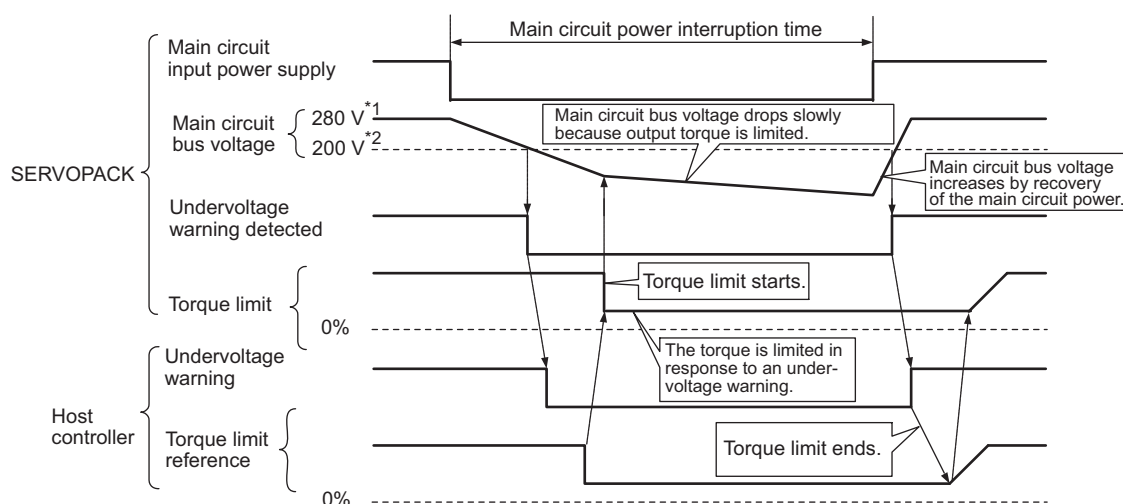 Main circuit power interruption time
Main circuit
input power supply
Main circuit bus voltage drops slowly
because output torque is limited.
280 V*1
Main circuit
bus voltage
200 V*2
SERVOPACK
Main circuit bus voltage
increases by recovery
of the main circuit power.
Undervoltage
warning detected
Torque limit starts.
Torque limit
0%
The torque is limited in
response to an under-
voltage warning.
Undervoltage
warning
Host
controller
Torque limit
reference
Torque limit ends.
0%